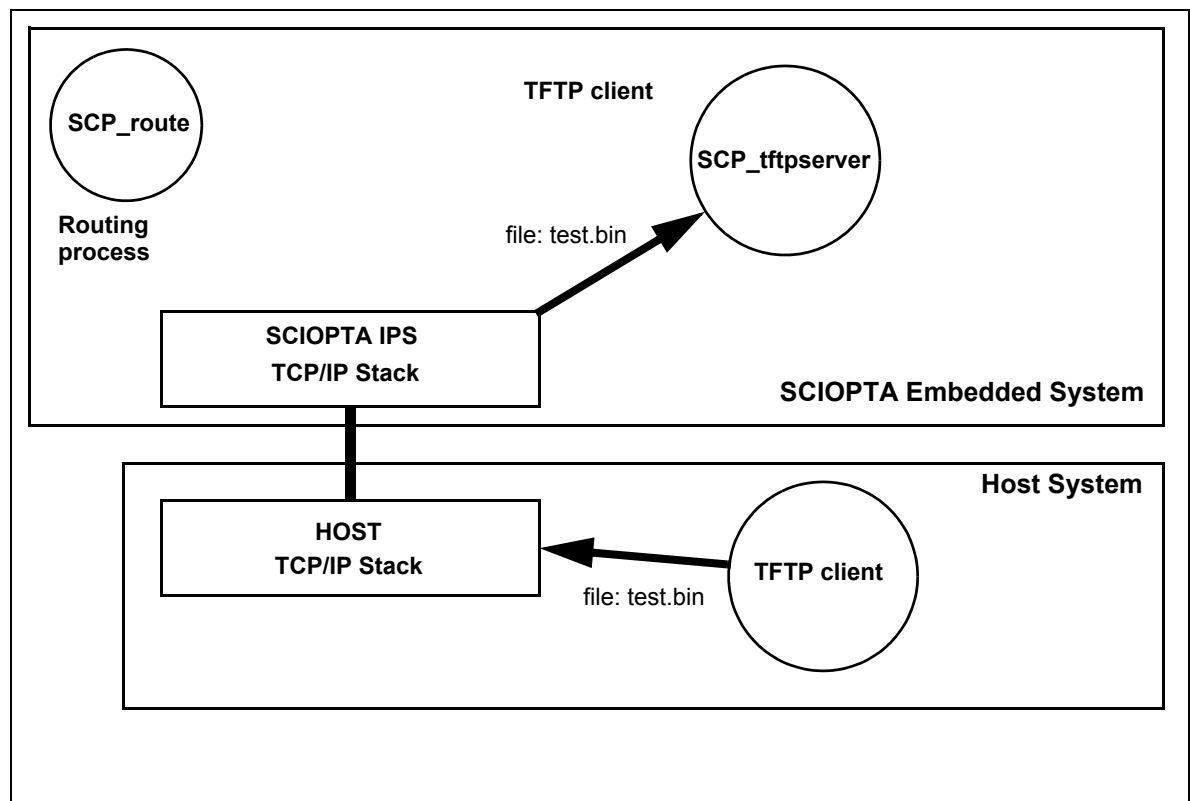 TFTP client
SCP_route
SCP_tftpserver
Routing
process
file: test.bin
SCIOPTA IPS
TCP/IP Stack
SCIOPTA Embedded System
Host System
HOST
TCP/IP Stack
TFTP client
file: test.bin